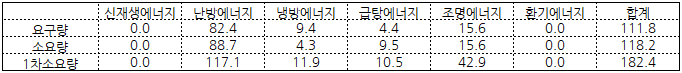 신재생에너지 난방에너지 냉방에너지 급탕에너지 조명에너지 환기에너지 합계
요구량 0.0 82.4 9.4 4.4 15.6 0.0 111.8
소요량 0.0 88.7 4.3 9.5 15.6 0.0 118.2
1차소요량 0.0 117.1 11.9 10.5 42.9 0.0 182.4